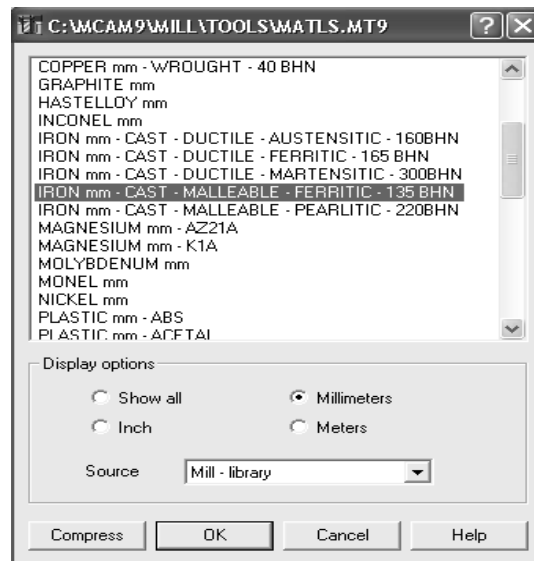 C:\MCAM9\MILL\TOOLS\MATLS.MT9
COPPER mm - WROUGHT - 40 BHN
GRAPHITE mm
HASTELLOY mm
INCONEL mm
IRON mm - CAST - DUCTILE - AUSTENSITIC - 160BHN
IRON mm - CAST - DUCTILE - FERRITIC - 165 BHN
IRON mm - CAST - DUCTILE - MARTENSITIC - 300BHN
IRON mm - CAST - MALLEABLE - FERRITIC - 135 BHN
IRON mm - CAST - MALLEABLE - PEARLITIC - 220BHN
MAGNESIUM mm - AZ21A
MAGNESIUM mm - K1A
MOLYBDENUM mm
MONEL mm
NICKEL mm
PLASTIC mm - ABS
PLASTIC mm - ACETAL
Display options
Show all Millimeters
Inch Meters
Source Mill - library
Compress OK Cancel Help